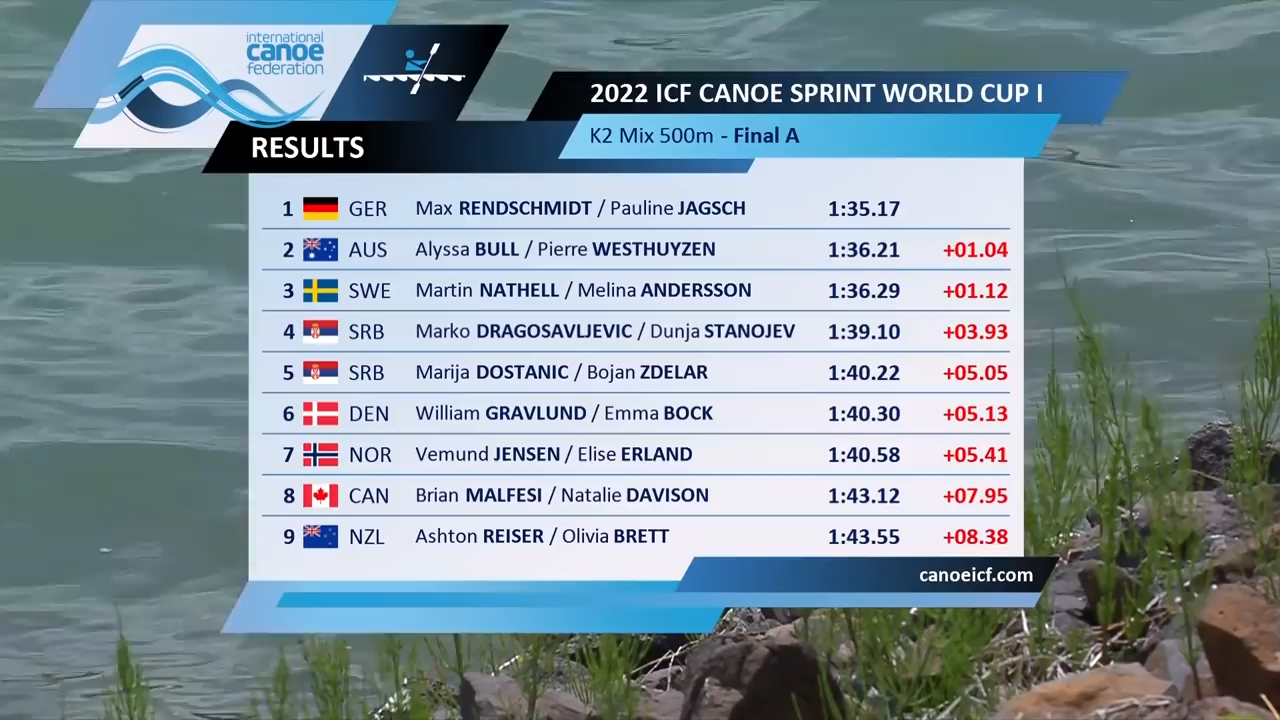 international
canoe
federation
2022 ICF CANOE SPRINT WORLD CUP I
K2 Mix 500m - Final A
RESULTS
1 GER Max RENDSCHMIDT / Pauline JAGSCH 1:35.17
2 AUS Alyssa BULL / Pierre WESTHUYZEN 1:36.21 +01.04
3 SWE Martin NATHELL / Melina ANDERSSON 1:36.29 +01.12
4 SRB Marko DRAGOSAVLJEVIC / Dunja STANOJEV 1:39.10 +03.93
5 SRB Marija DOSTANIC / Bojan ZDELAR 1:40.22 +05.05
6 DEN William GRAVLUND / Emma BOCK 1:40.30 +05.13
7 NOR Vemund JENSEN / Elise ERLAND 1:40.58 +05.41
8 CAN Brian MALFESI / Natalie DAVISON 1:43.12 +07.95
9 NZL Ashton REISER / Olivia BRETT 1:43.55 +08.38
canoeicf.com